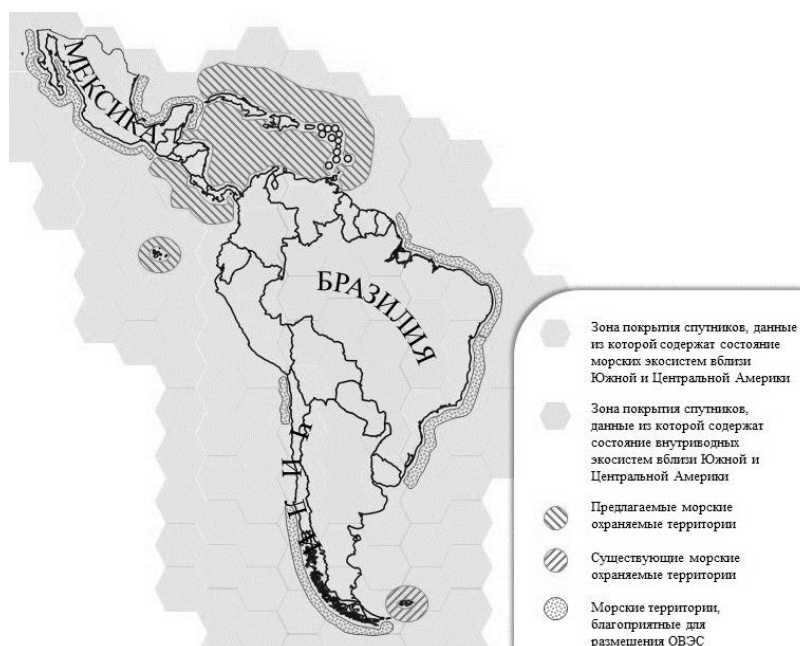 МЕКСИКА
БРАЗИЛИЯ
ЧИЛИ
Зона покрытия спутников, данные
из которой содержат состояние
морских экосистем вблизи
Южной и Центральной Америки
Зона покрытия спутников,
данные из которой содержат
состояние внутриводных
экосистем вблизи Южной и
Центральной Америки
Предлагаемые морские
охраняемые территории
Существующие морские
охраняемые территории
Морские территории,
благоприятные для
размещения ОВЭС